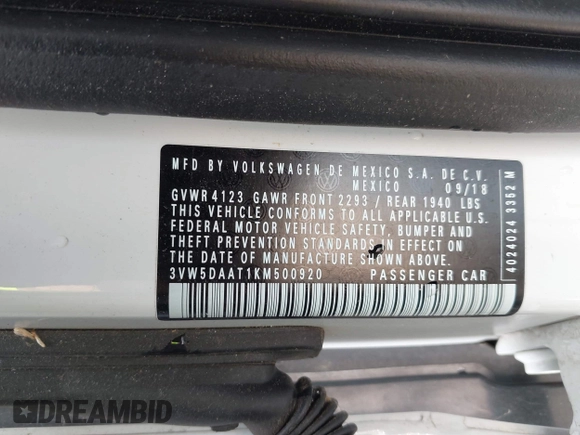 MFD BY VOLKSWAGEN DE MEXICO S.A. DE C.V.
MEXICO 09/18
GVWR 4123 GAWR FRONT 2293 / REAR 1940 LBS
THIS VEHICLE CONFORMS TO ALL APPLICABLE U.S.
FEDERAL MOTOR VEHICLE SAFETY, BUMPER AND
THEFT PREVENTION STANDARDS IN EFFECT ON
THE DATE OF MANUFACTURE SHOWN ABOVE.
3VW5DAAT1KM500920 PASSENGER CAR
4024024 3352 M
DREAMBID